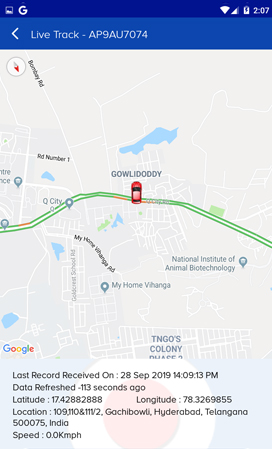 G 2:07
Live Track - AP9AU7074
Bombay Rd
Rd Number 1
GOWLIDODDY
Q City
My Home Vihanga Rd
Goldcrest School Rd
National Institute of
Animal Biotechnology
My Home Vihanga
TNGO'S
COLONY
PHASE 2
Google
Last Record Received On : 28 Sep 2019 14:09:13 PM
Data Refreshed -113 seconds ago
Latitude : 17.42882888 Longitude : 78.3269855
Location : 109,110&111/2, Gachibowli, Hyderabad, Telangana
500075, India
Speed : 0.0Kmph